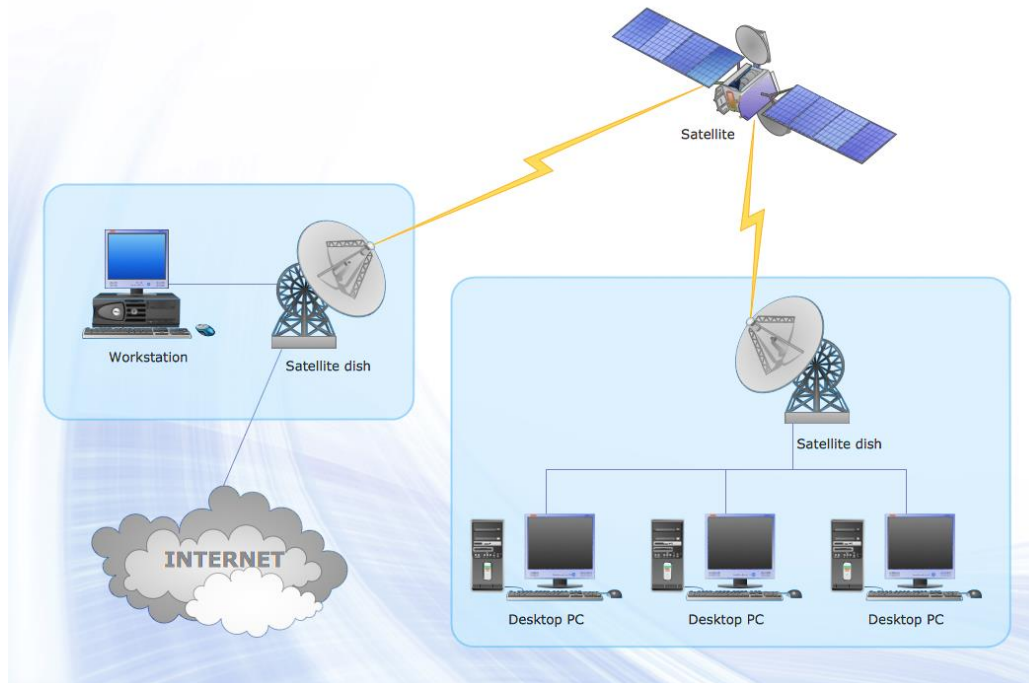 Satellite
Workstation
Satellite dish
Satellite dish
INTERNET
Desktop PC
Desktop PC
Desktop PC